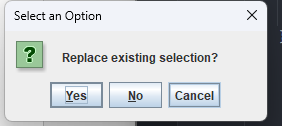 Select an Option
Replace existing selection?
Yes No Cancel